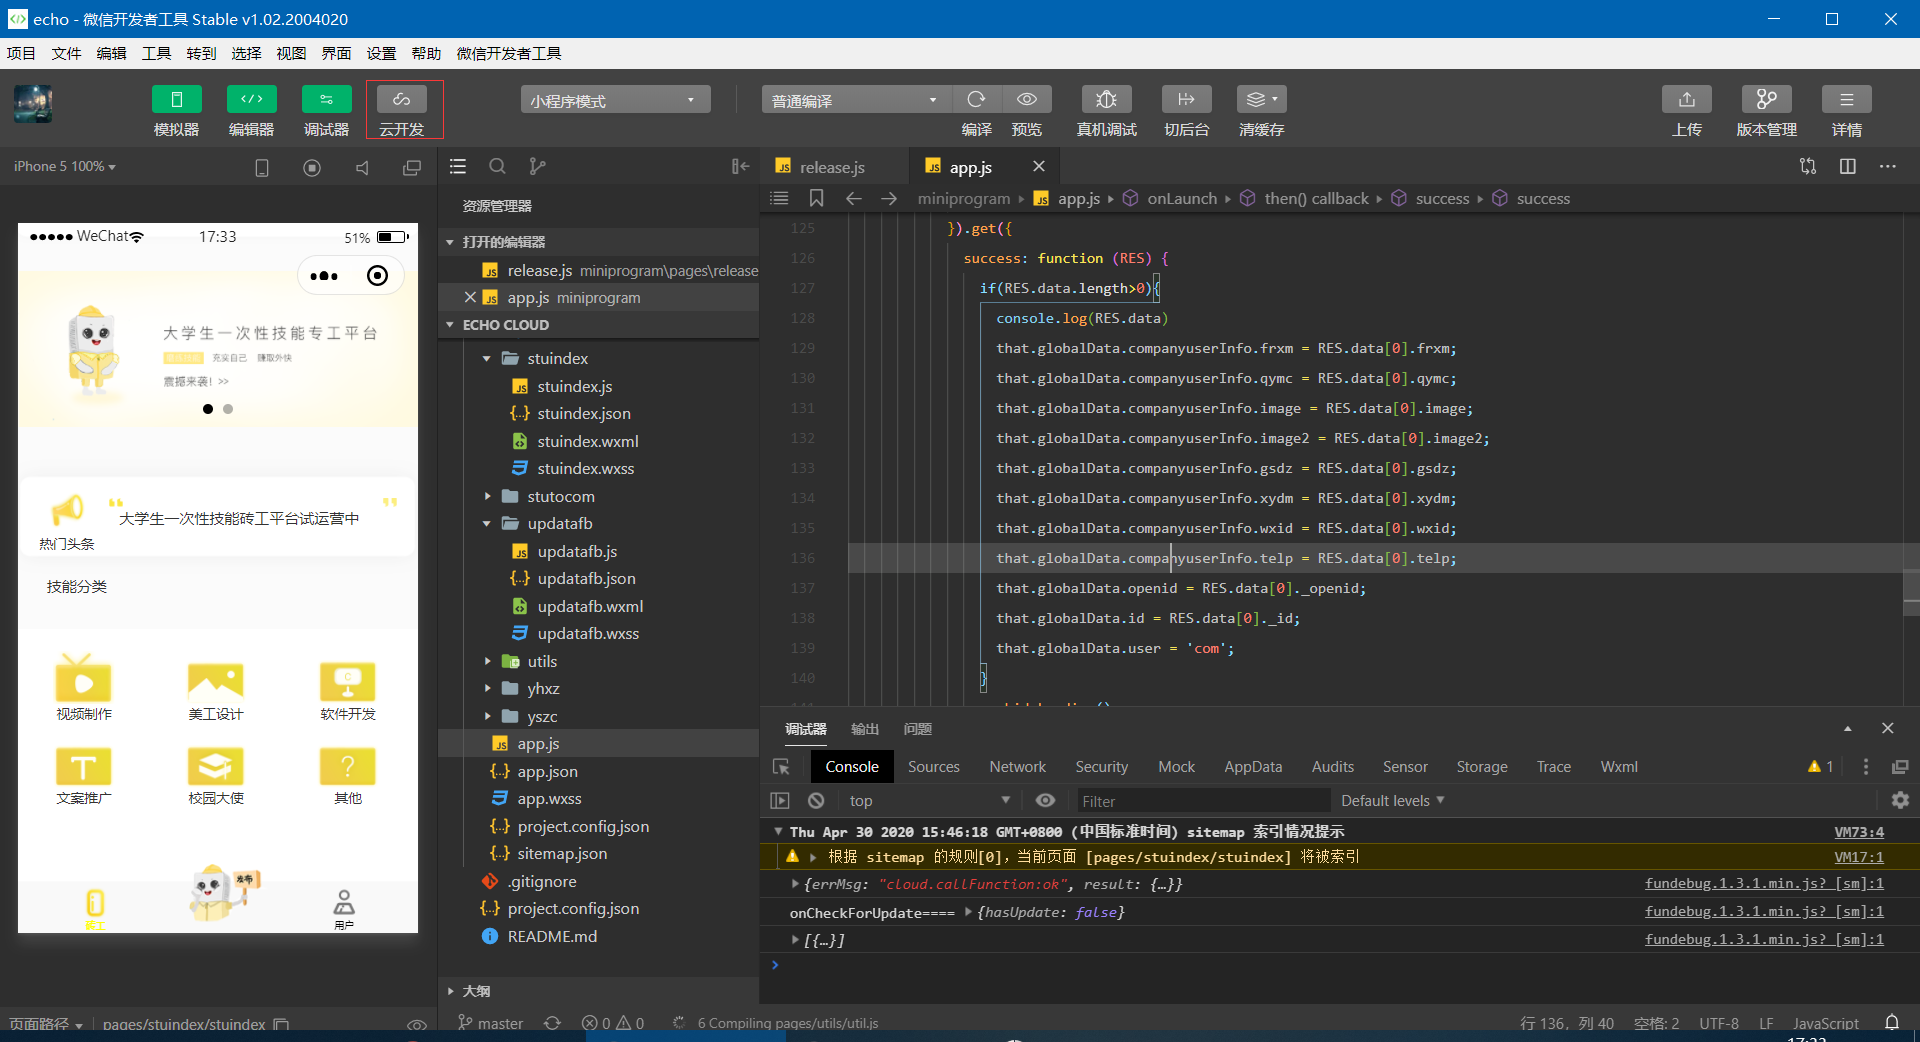 echo - 微信开发者工具 Stable v1.02.2004020
项目 文件 编辑 工具 转到 选择 视图 界面 设置 帮助 微信开发者工具
模拟器 编辑器 调试器 云开发
小程序模式
普通编译
编译 预览 真机调试 切后台 清缓存
上传 版本管理 详情
iPhone 5 100%
WeChat 17:33 51%
大学生一次性技能专工平台
充实自己 赚取外快
震撼来袭! >>
大学生一次性技能砖工平台试运营中
热门头条
技能分类
视频制作 美工设计 软件开发
文案推广 校园大使 其他
发布
砖工
用户
页面路径 pages/stuindex/stuindex
资源管理器
打开的编辑器
release.js miniprogram\pages\release
app.js miniprogram
ECHO CLOUD
stuindex
stuindex.js
stuindex.json
stuindex.wxml
stuindex.wxss
stutocom
updatafb
updatafb.js
updatafb.json
updatafb.wxml
updatafb.wxss
utils
yhxz
yszc
app.js
app.json
app.wxss
project.config.json
sitemap.json
.gitignore
project.config.json
README.md
大纲
release.js
app.js
miniprogram app.js onLaunch then() callback success success
125 }).get({
126 success: function (RES) {
127 if(RES.data.length>0){
128 console.log(RES.data)
129 that.globalData.companyuserInfo.frxm = RES.data[0].frxm;
130 that.globalData.companyuserInfo.qymc = RES.data[0].qymc;
131 that.globalData.companyuserInfo.image = RES.data[0].image;
132 that.globalData.companyuserInfo.image2 = RES.data[0].image2;
133 that.globalData.companyuserInfo.gsdz = RES.data[0].gsdz;
134 that.globalData.companyuserInfo.xydm = RES.data[0].xydm;
135 that.globalData.companyuserInfo.wxid = RES.data[0].wxid;
136 that.globalData.companyuserInfo.telp = RES.data[0].telp;
137 that.globalData.openid = RES.data[0]._openid;
138 that.globalData.id = RES.data[0]._id;
139 that.globalData.user = 'com';
140 }
调试器 输出 问题
Console Sources Network Security Mock AppData Audits Sensor Storage Trace Wxml 1
top Filter Default levels
Thu Apr 30 2020 15:46:18 GMT+0800 (中国标准时间) sitemap 索引情况提示 VM73:4
根据 sitemap 的规则[0]，当前页面 [pages/stuindex/stuindex] 将被索引 VM17:1
{errMsg: "cloud.callFunction:ok", result: {…}} fundebug.1.3.1.min.js? [sm]:1
onCheckForUpdate==== {hasUpdate: false} fundebug.1.3.1.min.js? [sm]:1
[{…}] fundebug.1.3.1.min.js? [sm]:1
master 0 0 6 Compiling pages/utils/util.js
行 136，列 40 空格: 2 UTF-8 LF JavaScript